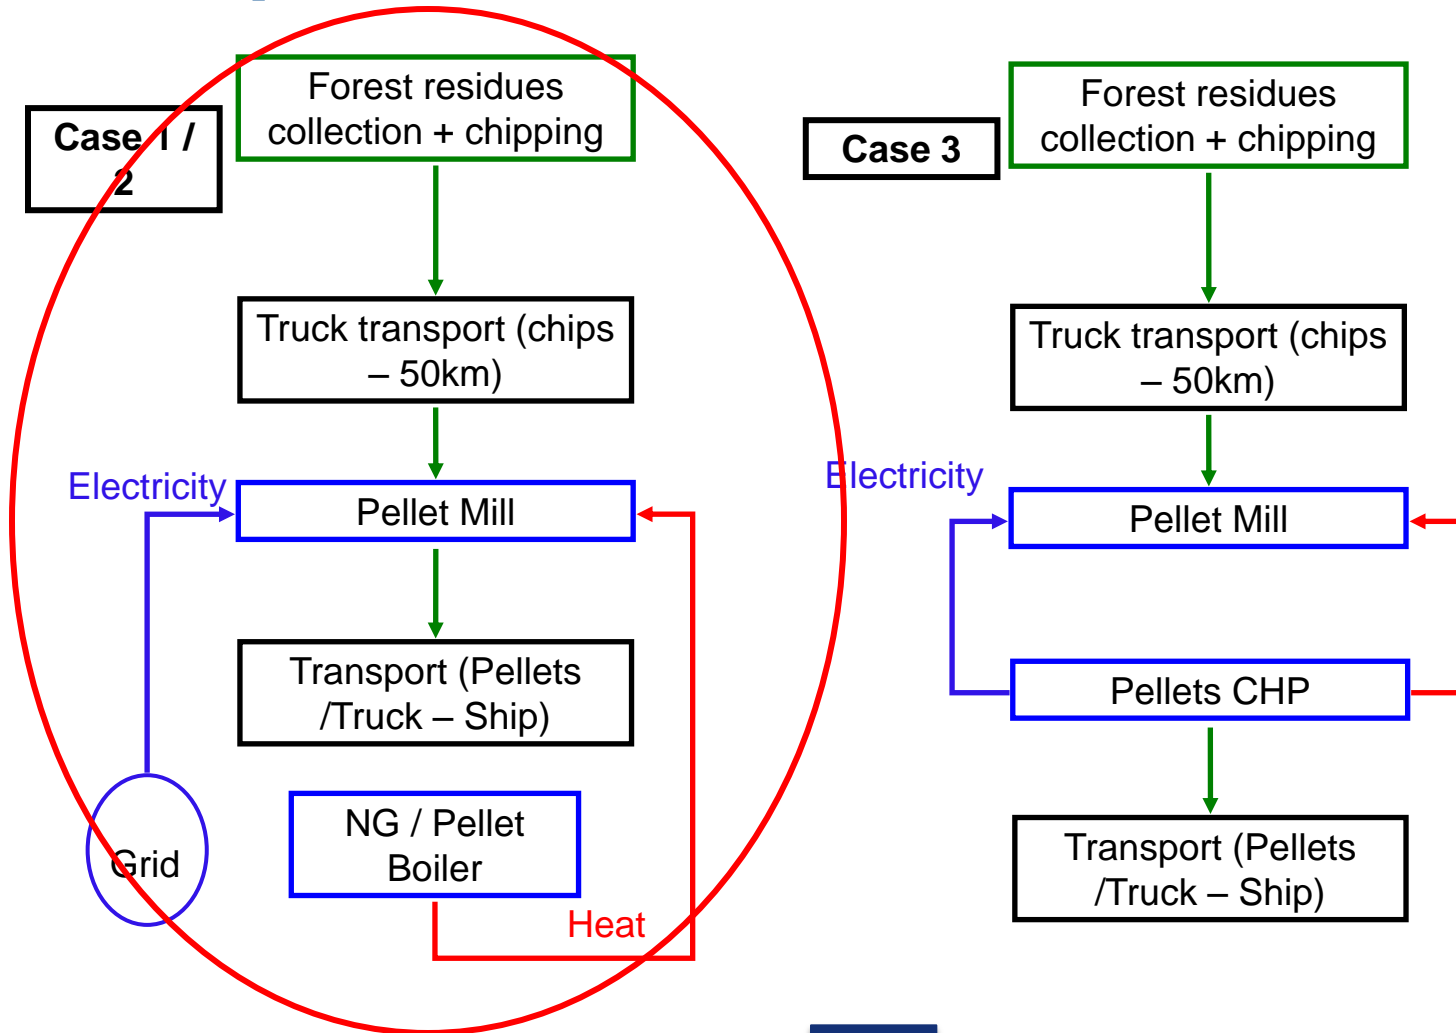 Case 1 /
2
Forest residues
collection + chipping
Truck transport (chips
– 50km)
Electricity
Pellet Mill
Transport (Pellets
/Truck – Ship)
Grid
NG / Pellet
Boiler
Heat
Case 3
Forest residues
collection + chipping
Truck transport (chips
– 50km)
Electricity
Pellet Mill
Pellets CHP
Transport (Pellets
/Truck – Ship)